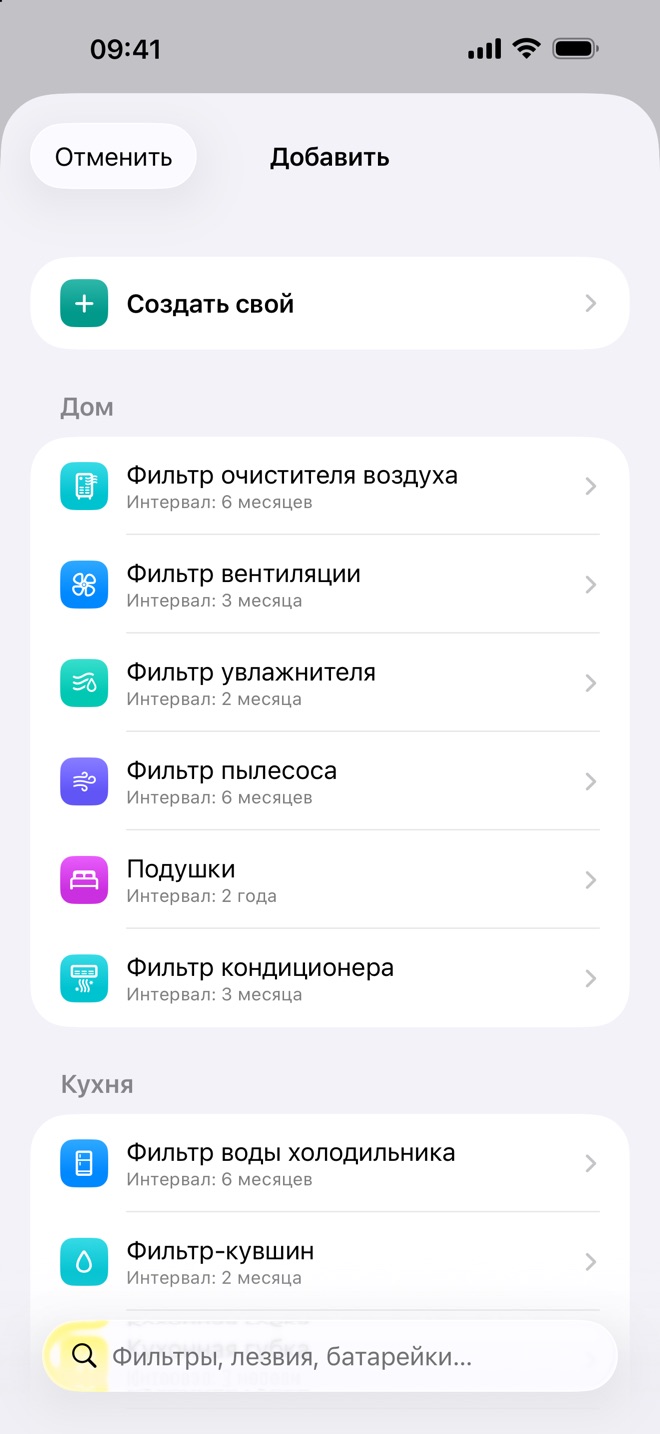 09:41
Отменить
Добавить
Создать свой
Дом
Фильтр очистителя воздуха
Интервал: 6 месяцев
Фильтр вентиляции
Интервал: 3 месяца
Фильтр увлажнителя
Интервал: 2 месяца
Фильтр пылесоса
Интервал: 6 месяцев
Подушки
Интервал: 2 года
Фильтр кондиционера
Интервал: 3 месяца
Кухня
Фильтр воды холодильника
Интервал: 6 месяцев
Фильтр-кувшин
Интервал: 2 месяца
Кухонная губка
Фильтры, лезвия, батарейки...